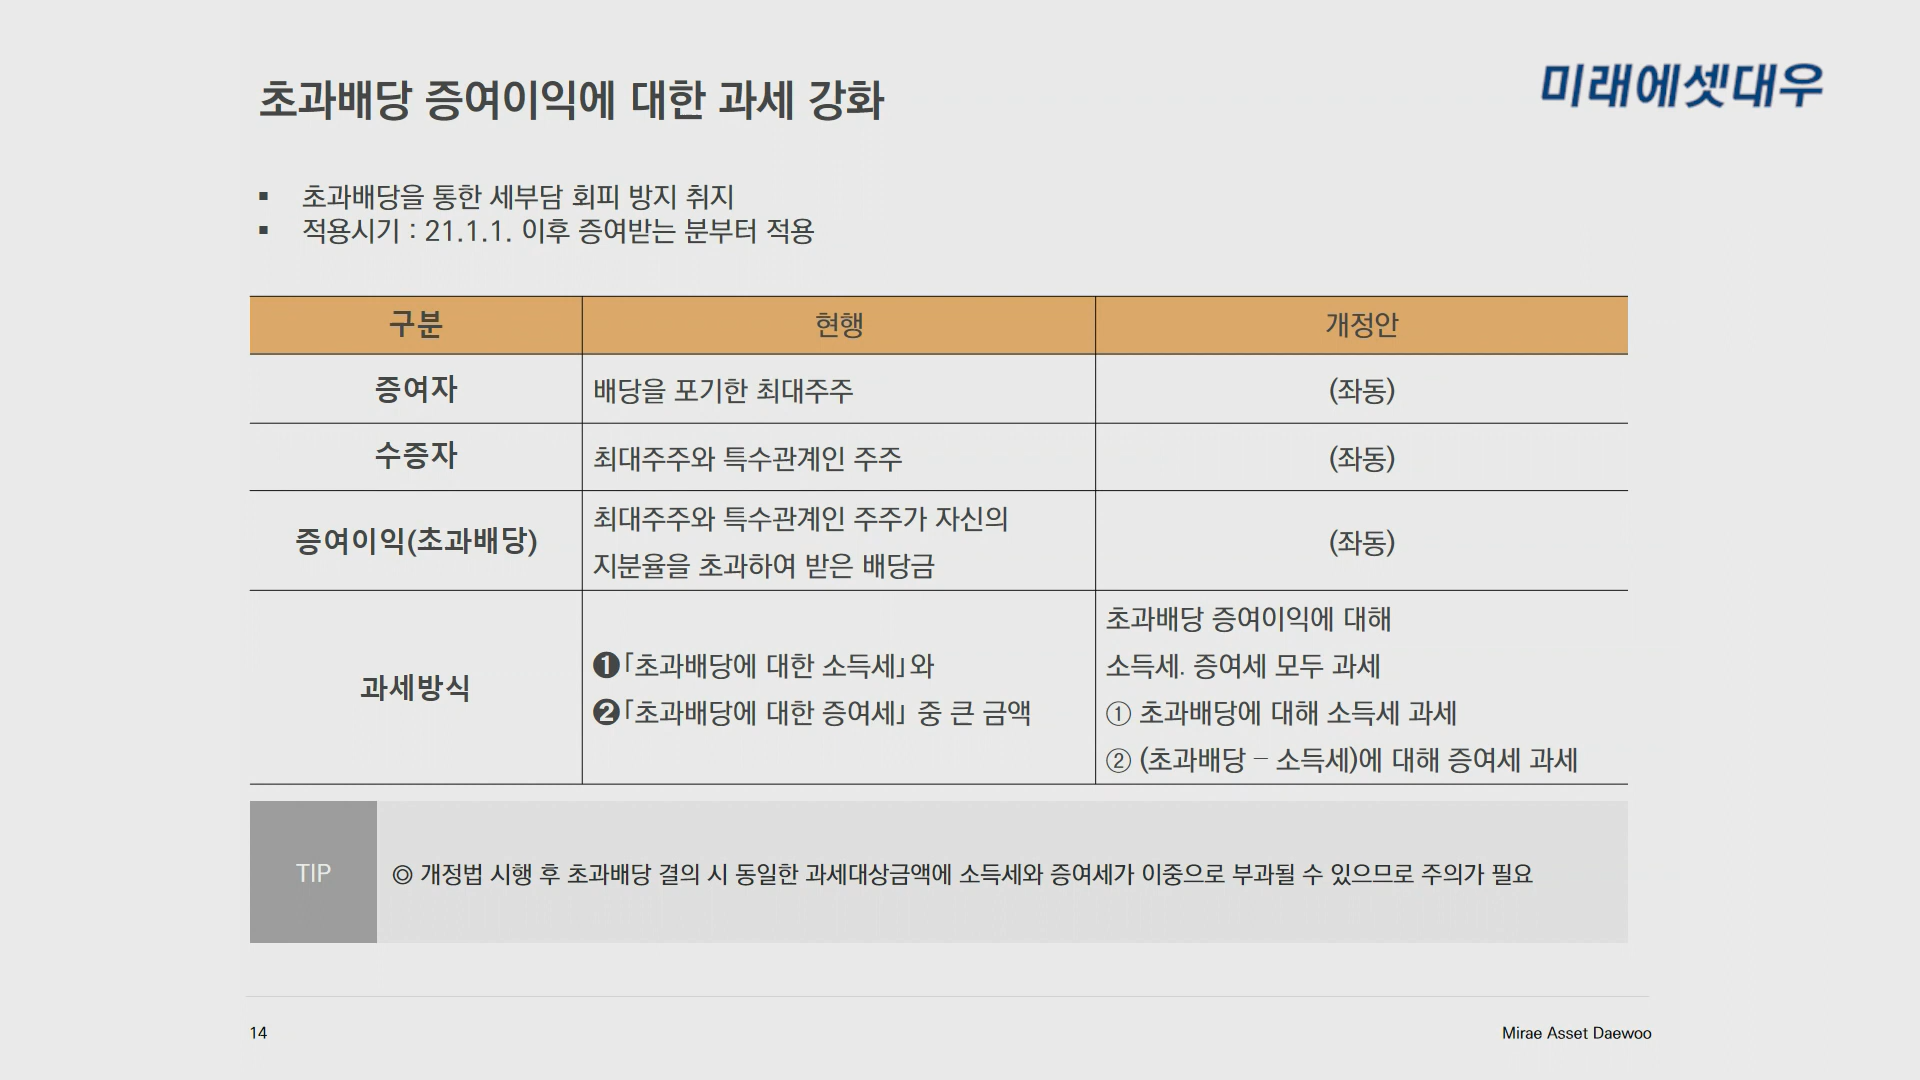 초과배당 증여이익에 대한 과세 강화
미래에셋대우
▪ 초과배당을 통한 세부담 회피 방지 취지
▪ 적용시기 : 21.1.1. 이후 증여받는 분부터 적용
구분 현행 개정안
증여자 배당을 포기한 최대주주 (좌동)
수증자 최대주주와 특수관계인 주주 (좌동)
증여이익(초과배당)
최대주주와 특수관계인 주주가 자신의
지분율을 초과하여 받은 배당금
(좌동)
과세방식
❶「초과배당에 대한 소득세」와
❷「초과배당에 대한 증여세」 중 큰 금액
초과배당 증여이익에 대해
소득세. 증여세 모두 과세
① 초과배당에 대해 소득세 과세
② (초과배당 – 소득세)에 대해 증여세 과세
TIP
◎ 개정법 시행 후 초과배당 결의 시 동일한 과세대상금액에 소득세와 증여세가 이중으로 부과될 수 있으므로 주의가 필요
14
Mirae Asset Daewoo